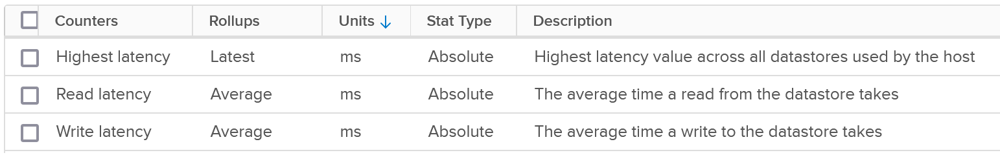 Counters Rollups Units ↓ Stat Type Description
Highest latency Latest ms Absolute Highest latency value across all datastores used by the host
Read latency Average ms Absolute The average time a read from the datastore takes
Write latency Average ms Absolute The average time a write to the datastore takes